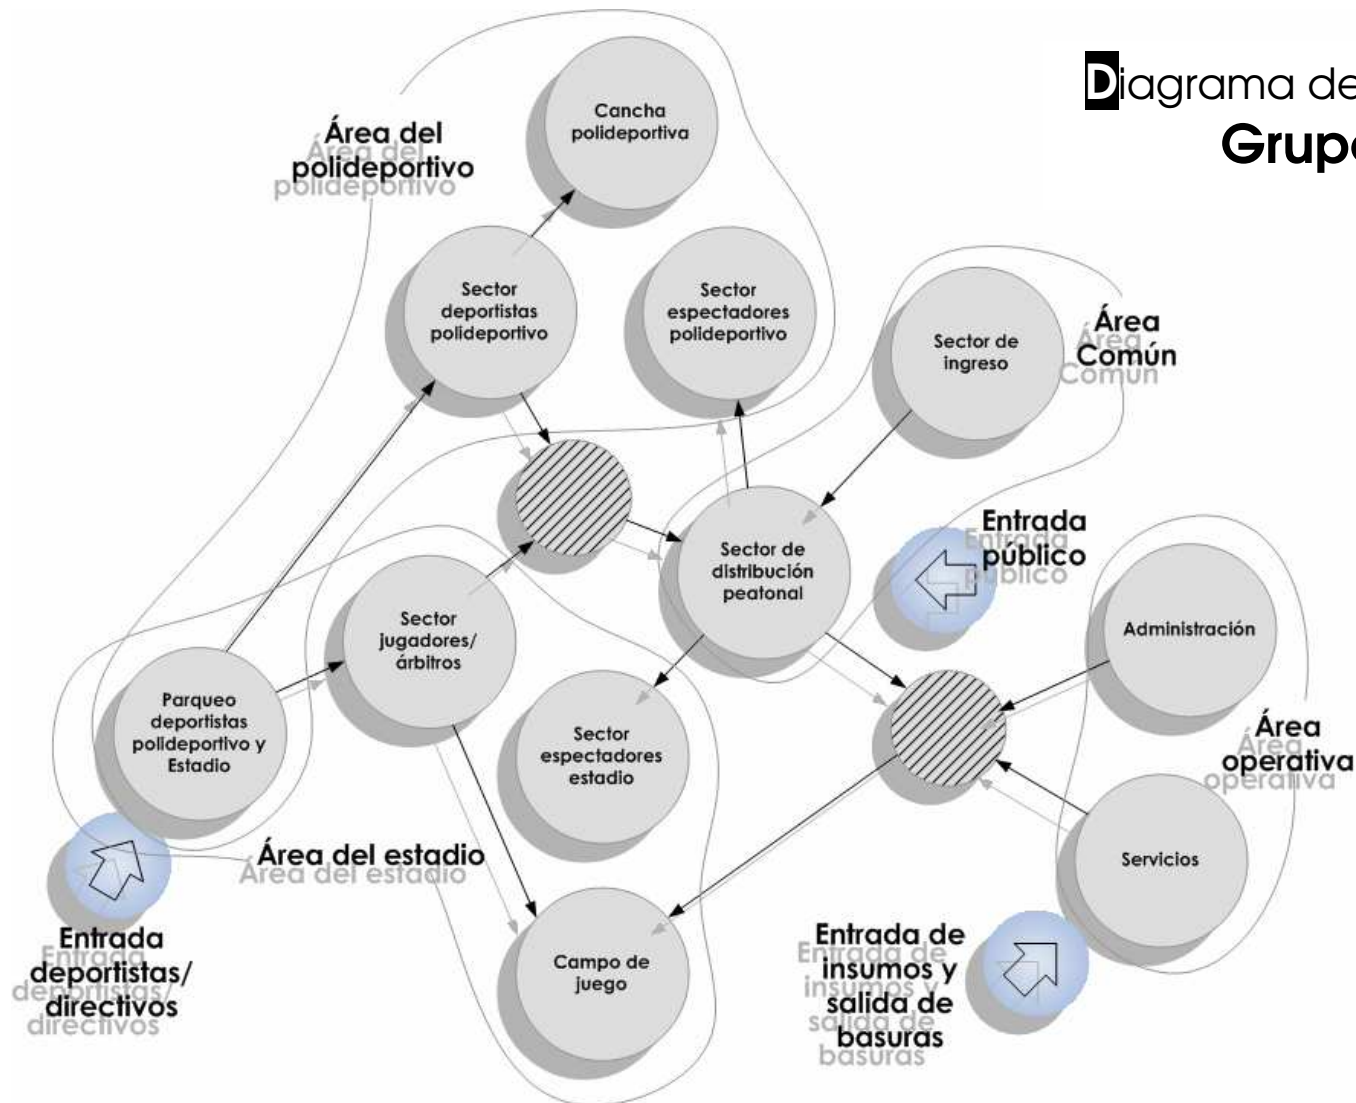 Diagrama de
Grupo
Cancha
polideportiva
Área del
polideportivo
Sector
deportistas
polideportivo
Sector
espectadores
polideportivo
Sector de
ingreso
Área
Común
Sector de
distribución
peatonal
Entrada
público
Administración
Sector
jugadores/
árbitros
Parqueo
deportistas
polideportivo y
Estadio
Sector
espectadores
estadio
Área
operativa
Servicios
Área del estadio
Entrada
deportistas/
directivos
Campo de
juego
Entrada de
insumos y
salida de
basuras